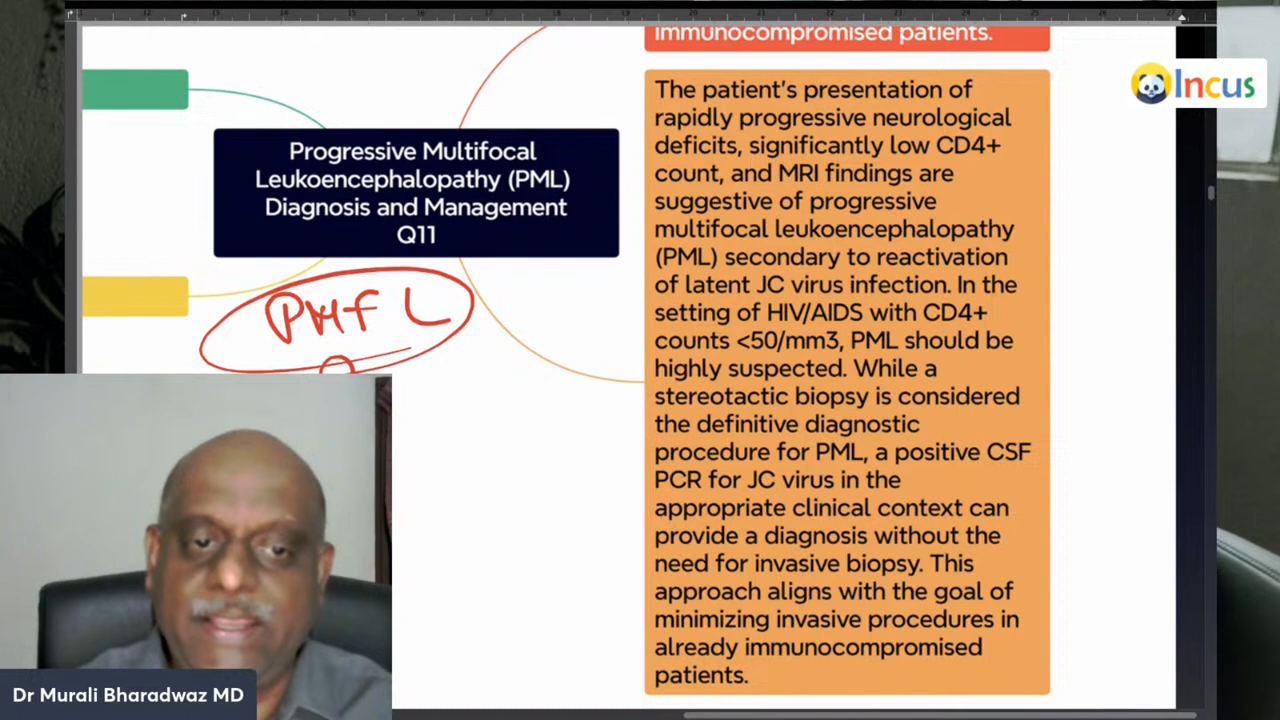 immunocompromised patients.
Incus
Progressive Multifocal
Leukoencephalopathy (PML)
Diagnosis and Management
Q11
PMF L
The patient's presentation of
rapidly progressive neurological
deficits, significantly low CD4+
count, and MRI findings are
suggestive of progressive
multifocal leukoencephalopathy
(PML) secondary to reactivation
of latent JC virus infection. In the
setting of HIV/AIDS with CD4+
counts <50/mm3, PML should be
highly suspected. While a
stereotactic biopsy is considered
the definitive diagnostic
procedure for PML, a positive CSF
PCR for JC virus in the
appropriate clinical context can
provide a diagnosis without the
need for invasive biopsy. This
approach aligns with the goal of
minimizing invasive procedures in
already immunocompromised
patients.
Dr Murali Bharadwaz MD